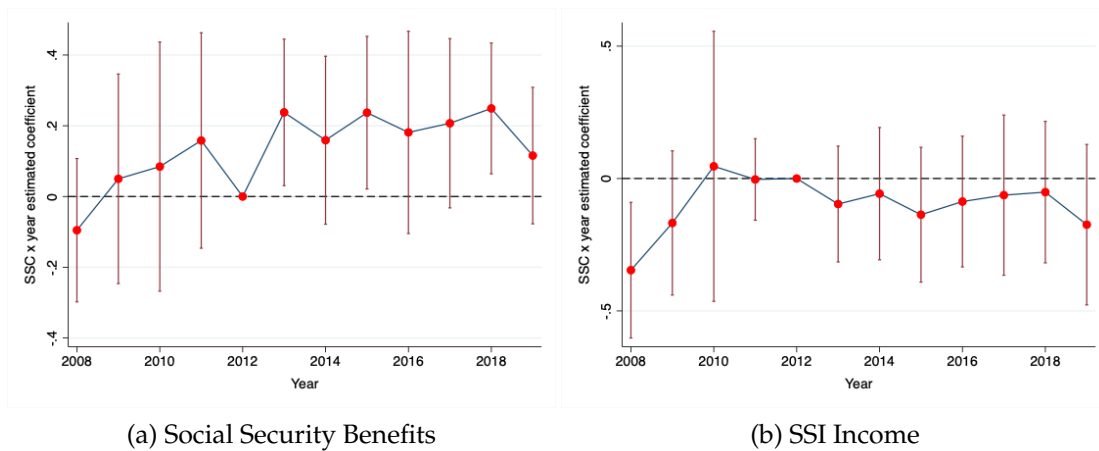 SSC x year estimated coefficient
.4
.2
0
-.2
-.4
2008 2010 2012 2014 2016 2018
Year
(a) Social Security Benefits
SSC x year estimated coefficient
.5
0
-.5
2008 2010 2012 2014 2016 2018
Year
(b) SSI Income